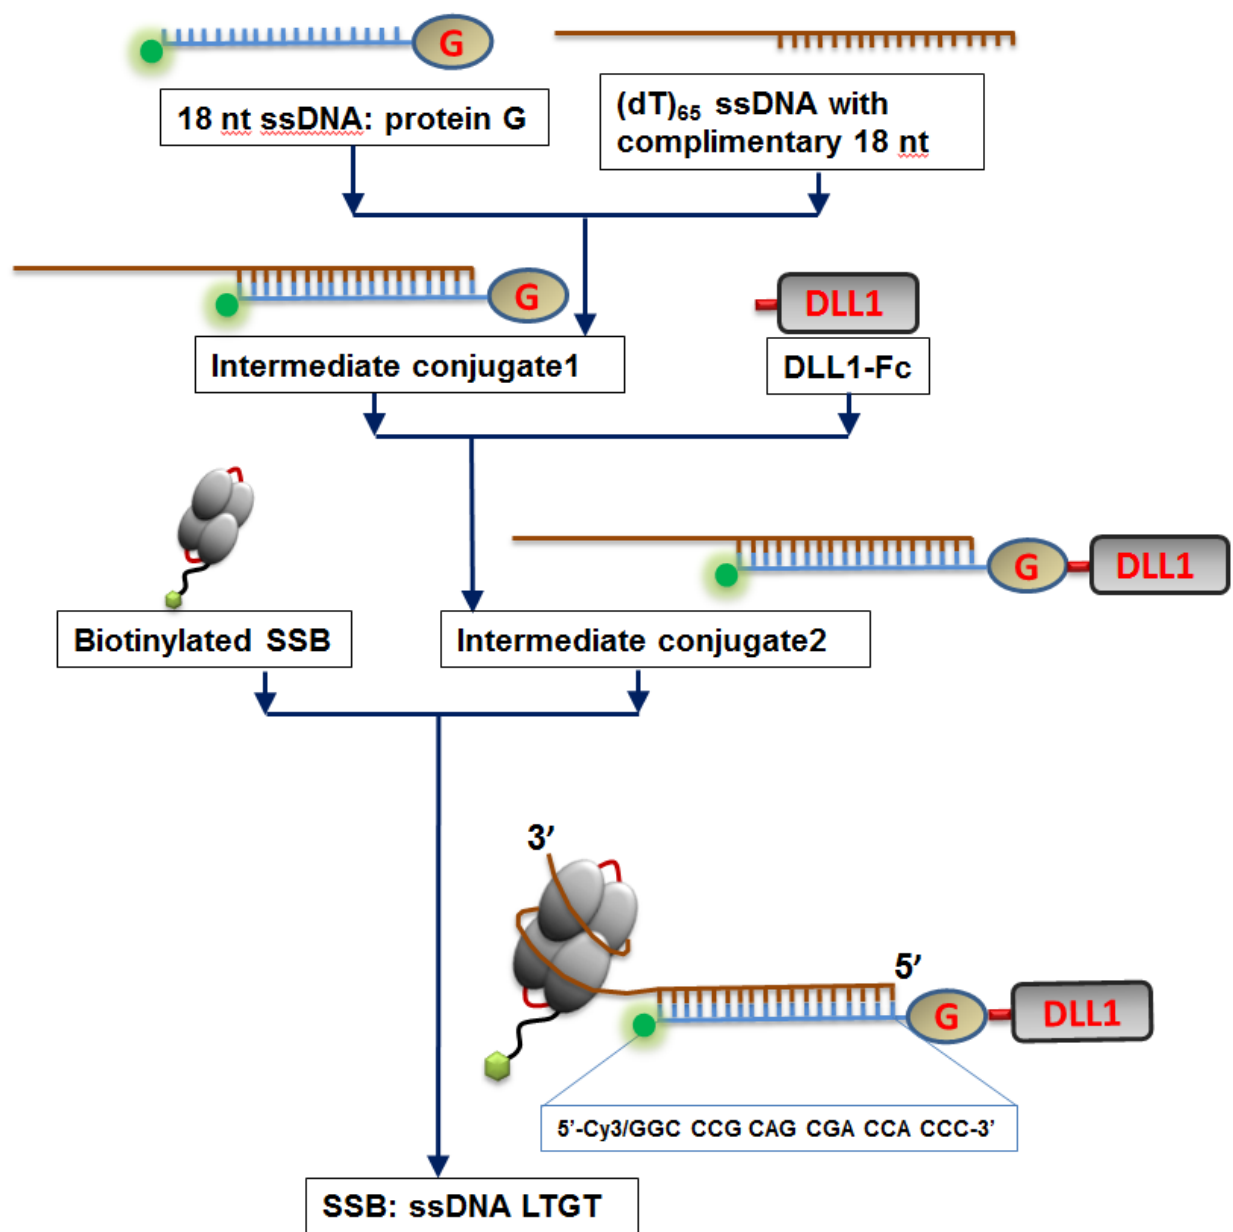 G
18 nt ssDNA: protein G
(dT)65 ssDNA with
complimentary 18 nt
G
DLL1
Intermediate conjugate1
DLL1-Fc
G
DLL1
Biotinylated SSB
Intermediate conjugate2
3’
5’
G
DLL1
5’-Cy3/GGC CCG CAG CGA CCA CCC-3’
SSB: ssDNA LTGT